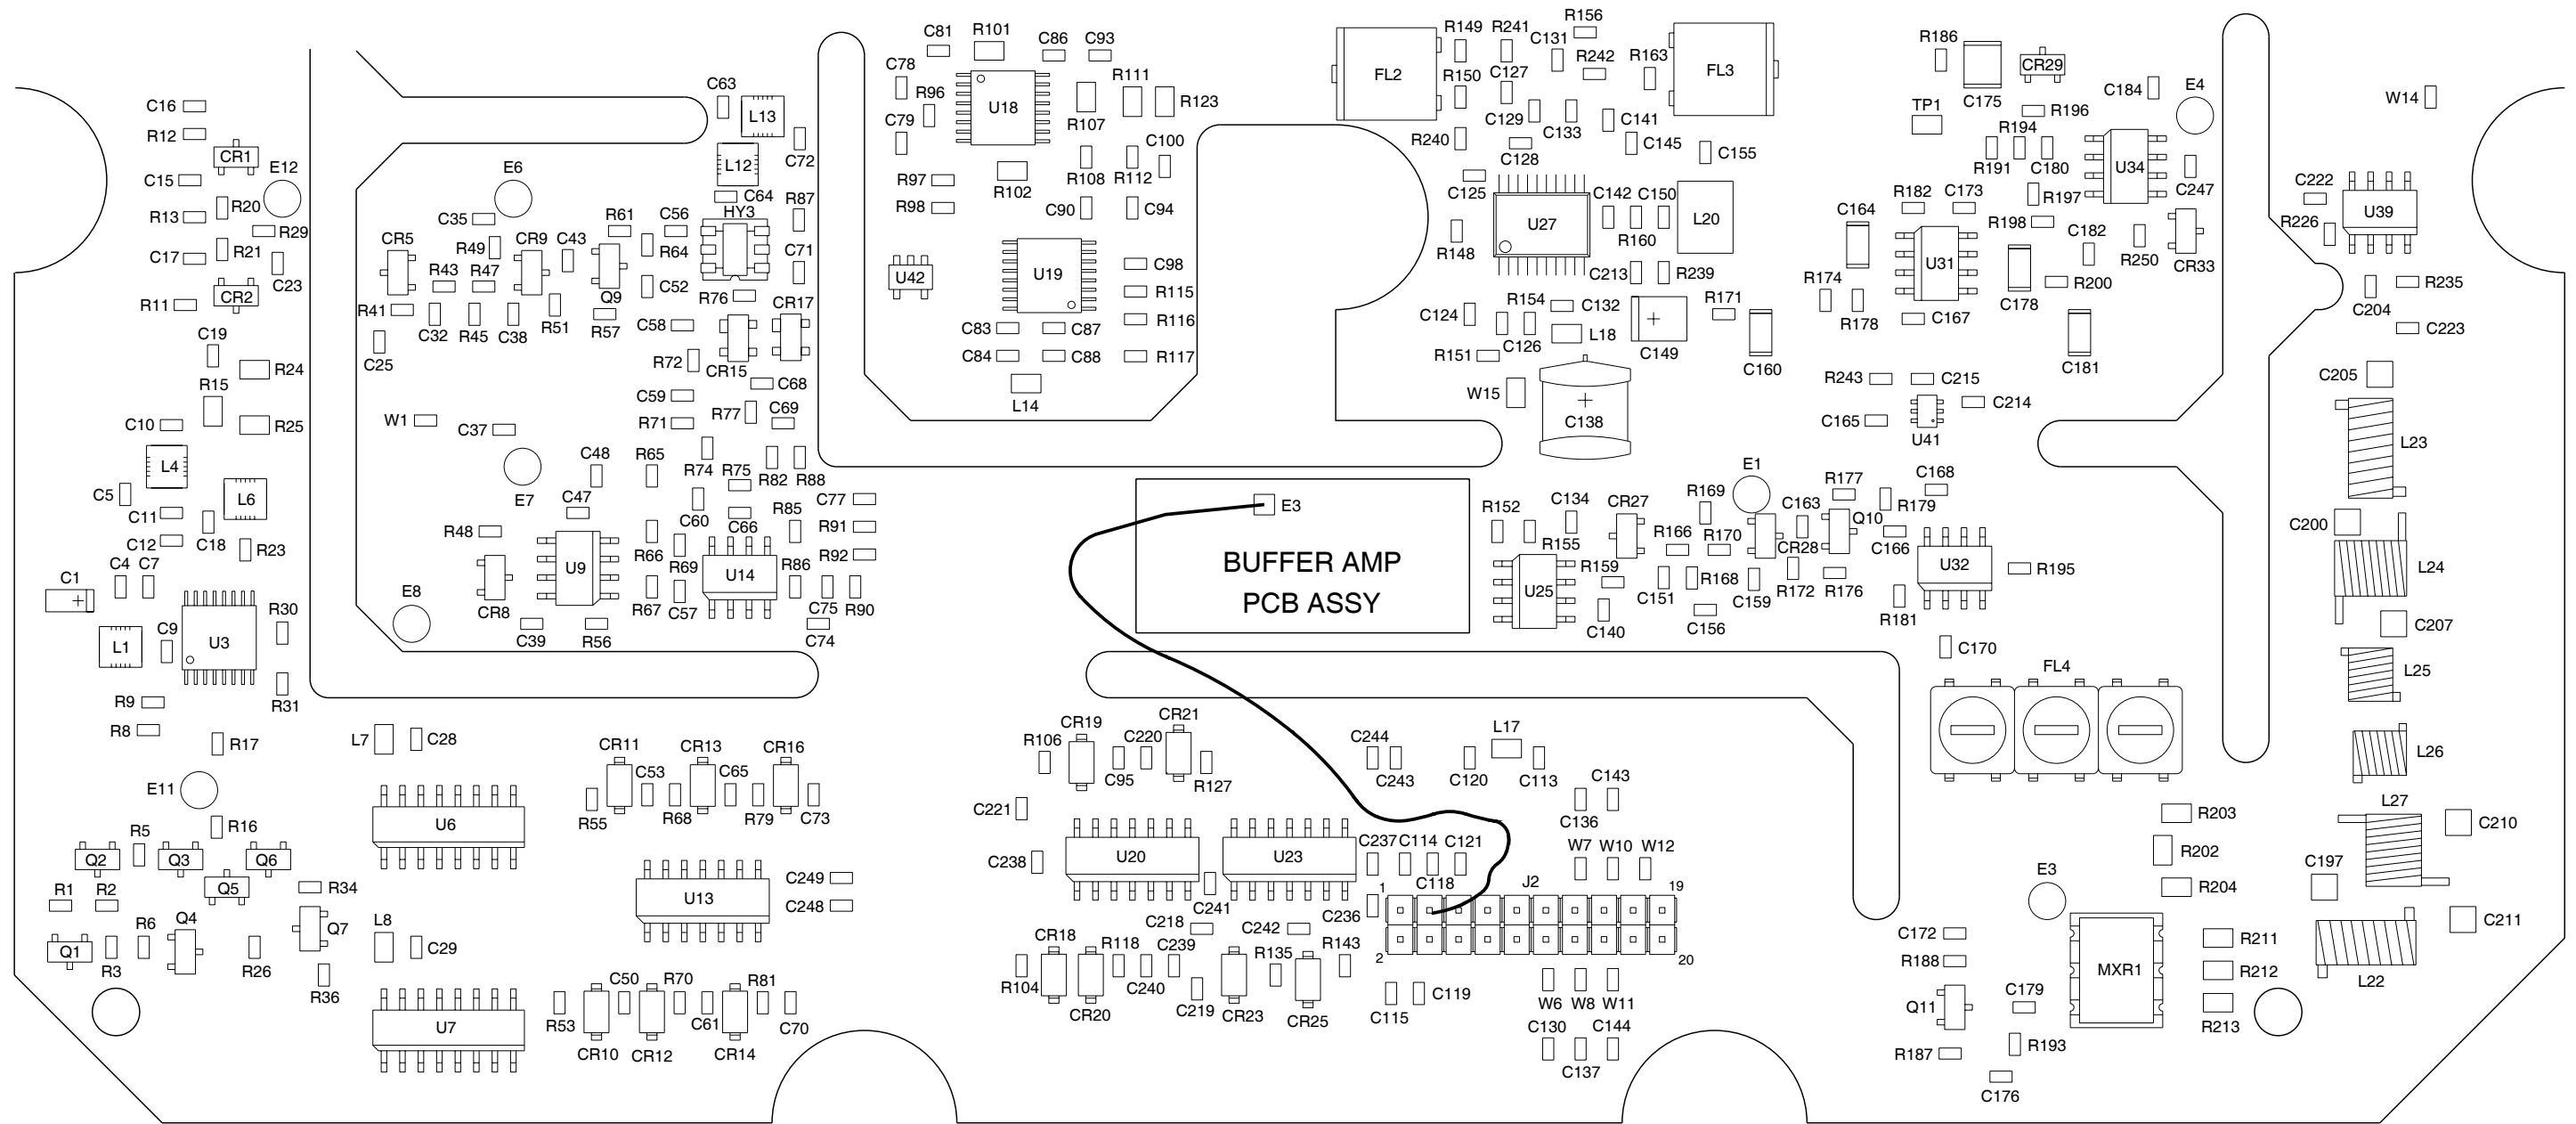 C16
R12
CR1
C15
E12
R13
R20
R29
C17
R21
C23
CR2
R11
C19
R24
R15
R25
C10
L4
C5
L6
C11
C12
C18
R23
C4 C7
C1
C9
L1
U3
R30
R31
R9
R8
R17
E11
R16
R5
Q2
Q3
Q6
Q5
R1 R2
R34
Q7
R6
Q4
Q1
R3
R26
R36
L7
C28
U6
L8
C29
U7
E6
C35
CR5
R49
CR9
C43
R61
C56
R64
R43 R47
Q9
C52
R41
C32 R45 C38
R51
R57
C25
C63
L13
C72
L12
C64
HY3
R87
C71
R76
CR17
C58
R72
CR15
C68
C59
R77
C69
R71
W1
C37
E7
C48
R65
R74 R75
R82 R88
C47
C60
C66
R85
C77
R91
R92
R48
R66
R69
U9
U14
R86
CR8
R67
C57
C75
R90
E8
C39
R56
C74
CR11
CR13
CR16
C53
C65
R55
R68
R79
C73
U13
C249
C248
C50
R70
R81
R53
C61
C70
CR10
CR12
CR14
C81
R101
C86
C93
C78
R96
U18
R111
R123
C79
R107
C100
R97
R98
R102
R108
R112
C90
C94
U42
U19
C98
R115
R116
R117
C83
C87
C84
C88
L14
FL2
R149
R241
C131
R156
R242
R163
FL3
R150
C127
C129
C133
C141
C145
R240
C128
C155
C125
U27
C142 C150
L20
R148
R160
C213
R239
C124
R154
C132
C126
L18
C149
R171
C160
R151
W15
C138
E3
BUFFER AMP
PCB ASSY
R152
C134
CR27
R169
E1
C163
R177
C168
R179
R155
R166
R170
CR28
Q10
C166
U25
R159
R168
C151
C159
R172
R176
U32
R195
C140
C156
R181
C170
R186
C175
CR29
C184
E4
TP1
R196
R194
R191
C180
U34
C247
R182
C173
R197
C164
R198
U31
C182
R250
CR33
R174
R178
C178
R200
C167
C181
R243
C215
C165
U41
C214
W14
C222
U39
R226
C204
R235
C223
C205
L23
C200
L24
C207
L25
L26
L27
C210
C197
C211
L22
FL4
R203
R202
R204
E3
C172
R188
MXR1
R211
R212
R213
Q11
C179
R187
R193
C176
CR19
CR21
R106
C220
C95
R127
C221
U20
U23
C238
C241
C218
C242
CR18
R118
C239
R135
R143
R104
C240
C219
CR20
CR23
CR25
C244
C243
L17
C120
C113
C143
C136
C237 C114 C121
W7 W10 W12
C236
1
C118
J2
19
2
20
C115
C119
W6 W8 W11
C130
C144
C137